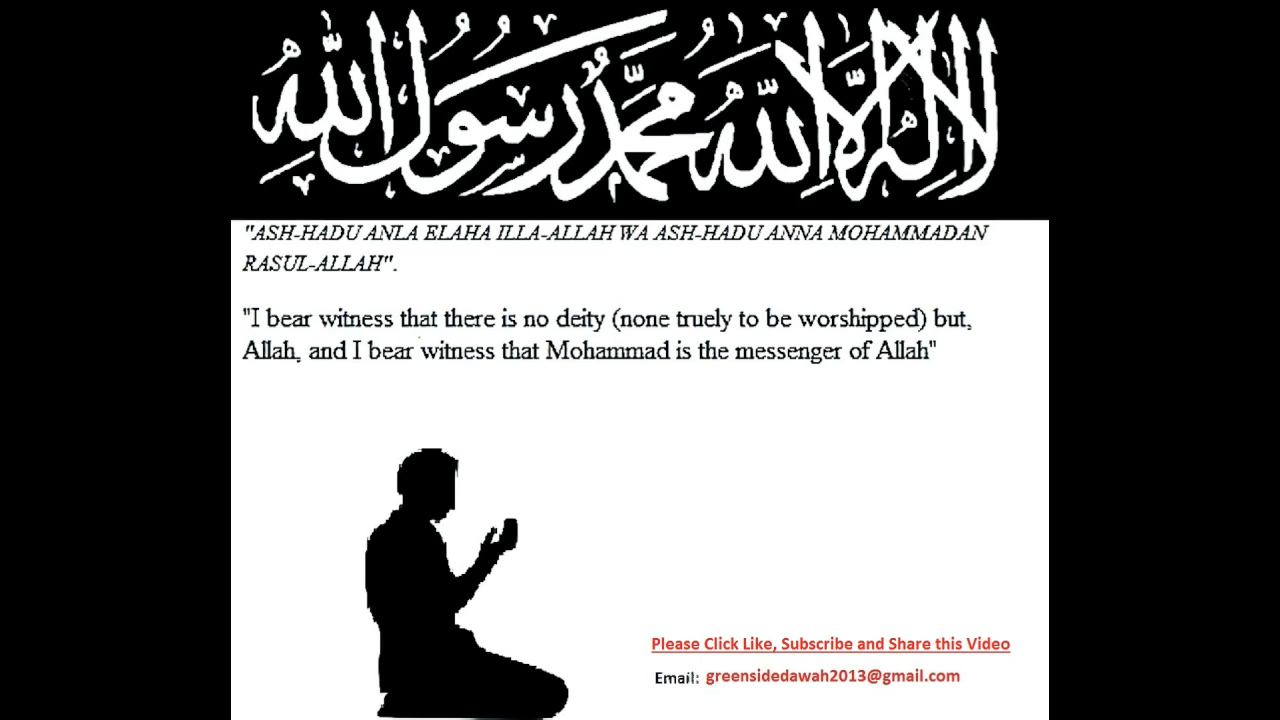 لا إله إلا الله محمد رسول الله
"ASH-HADU ANLA ELAHA ILLA-ALLAH WA ASH-HADU ANNA MOHAMMADAN
RASUL-ALLAH".
"I bear witness that there is no deity (none truely to be worshipped) but,
Allah, and I bear witness that Mohammad is the messenger of Allah"
Please Click Like, Subscribe and Share this Video
Email: greensidedawah2013@gmail.com